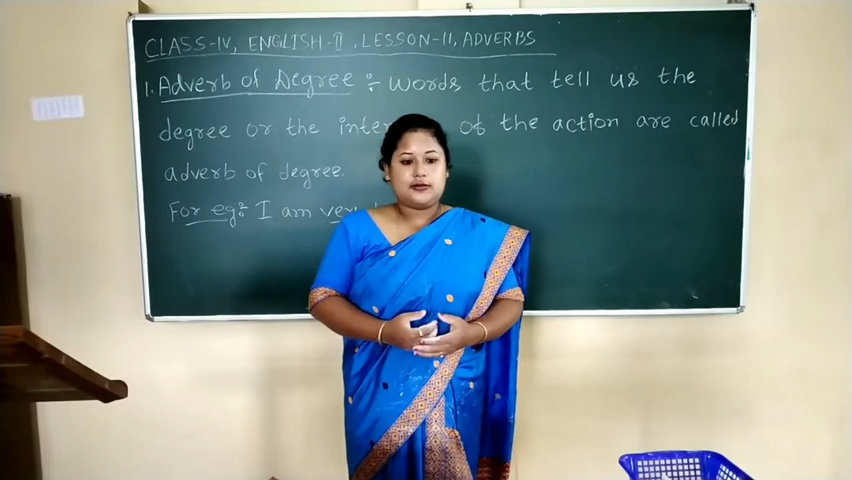 CLASS-IV, ENGLISH-II, LESSON-11, ADVERBS
1. Adverb of Degree :- Words that tell us the
degree or the of the action are called
adverb of degree.
For eg:- I am